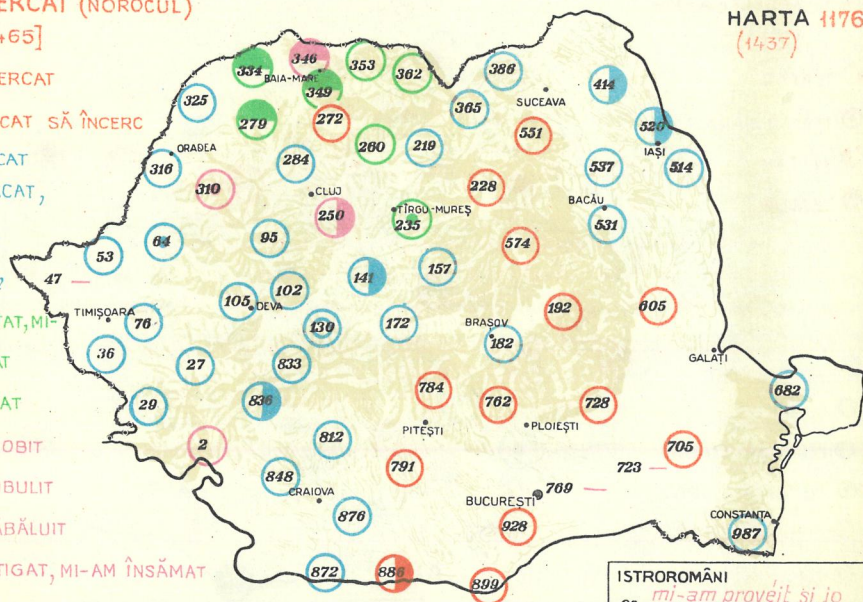 ERCAT (NOROCUL)
465]
ERCAT
CAT SĂ ÎNCERC
CAT
CAT,
TAT, MI-
AT
AT
OBIT
BULIT
ABĂLUIT
TIGAT, MI-AM ÎNSĂMAT
HARTA 1176
(1437)
334
346
353
362
386
414
BAIA-MARE
349
325
365
SUCEAVA
279
272
551
526
IAȘI
260
219
ORADEA
316
284
537
514
310
CLUJ
228
BACĂU
250
TÎRGU-MUREȘ
235
531
64
95
574
53
47
141
157
105
DEVA
102
192
605
TIMIȘOARA
76
130
172
BRAȘOV
182
36
27
833
GALAȚI
29
836
784
762
728
682
PITEȘTI
PLOIEȘTI
2
812
791
723
705
848
CRAIOVA
BUCUREȘTI
769
876
928
CONSTANȚA
987
872
886
899
ISTROROMÂNI
mi-am proveit si jo